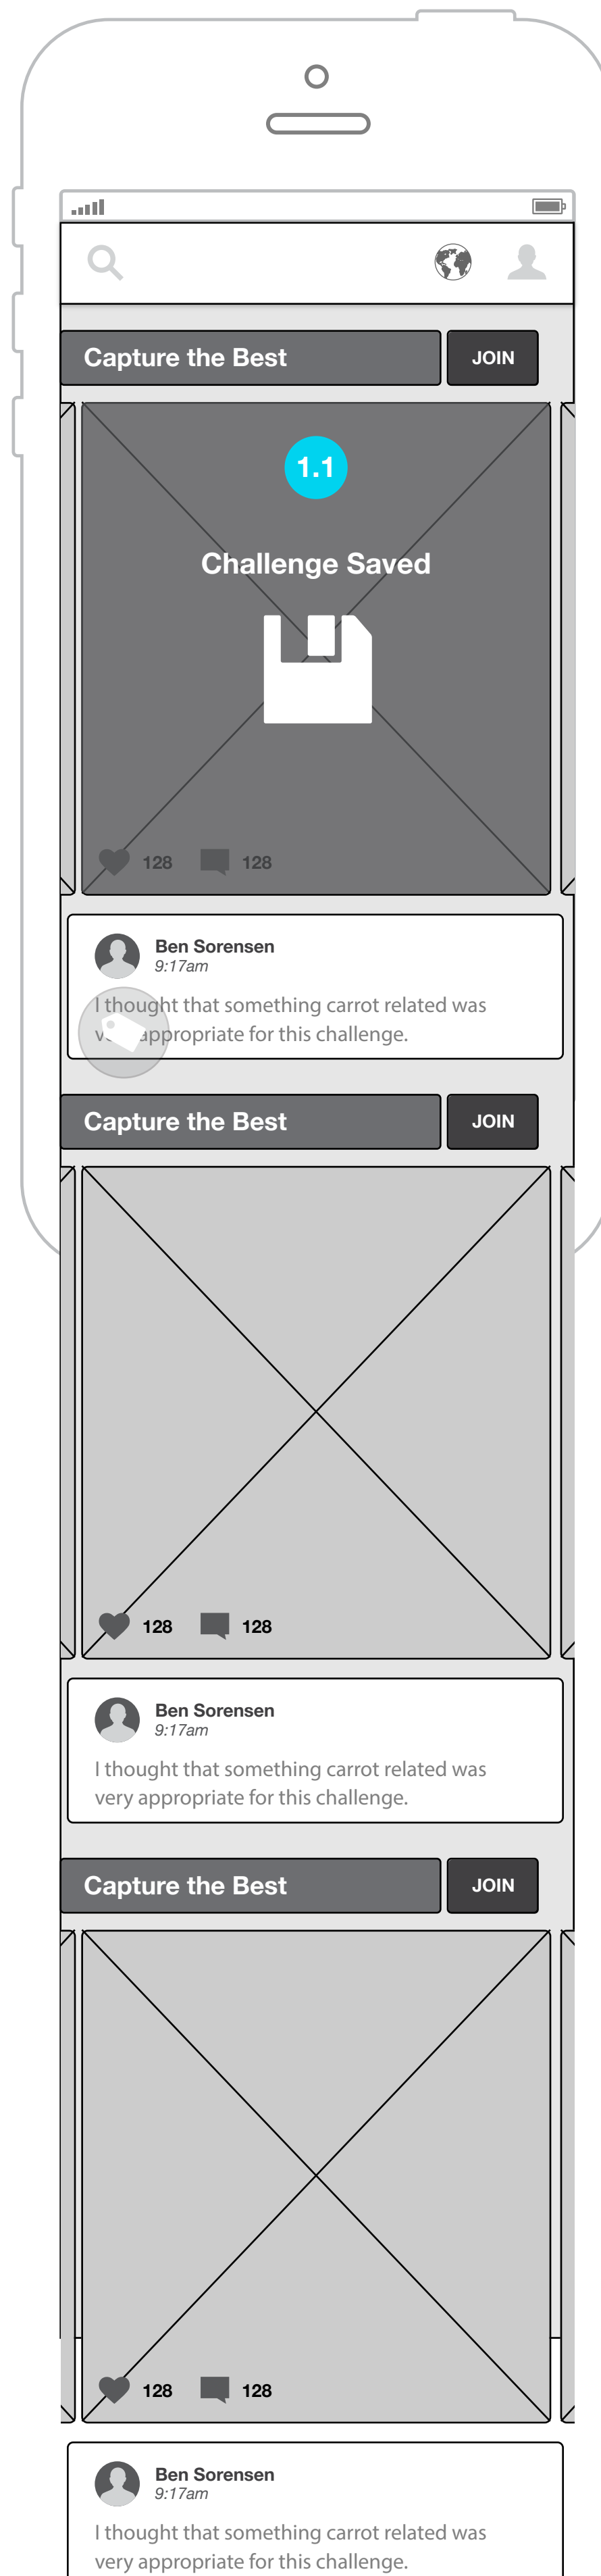 Capture the Best JOIN
1.1
Challenge Saved
128 128
Ben Sorensen
9:17am
I thought that something carrot related was
appropriate for this challenge.
Capture the Best JOIN
128 128
Ben Sorensen
9:17am
I thought that something carrot related was
very appropriate for this challenge.
Capture the Best JOIN
128 128
Ben Sorensen
9:17am
I thought that something carrot related was
very appropriate for this challenge.